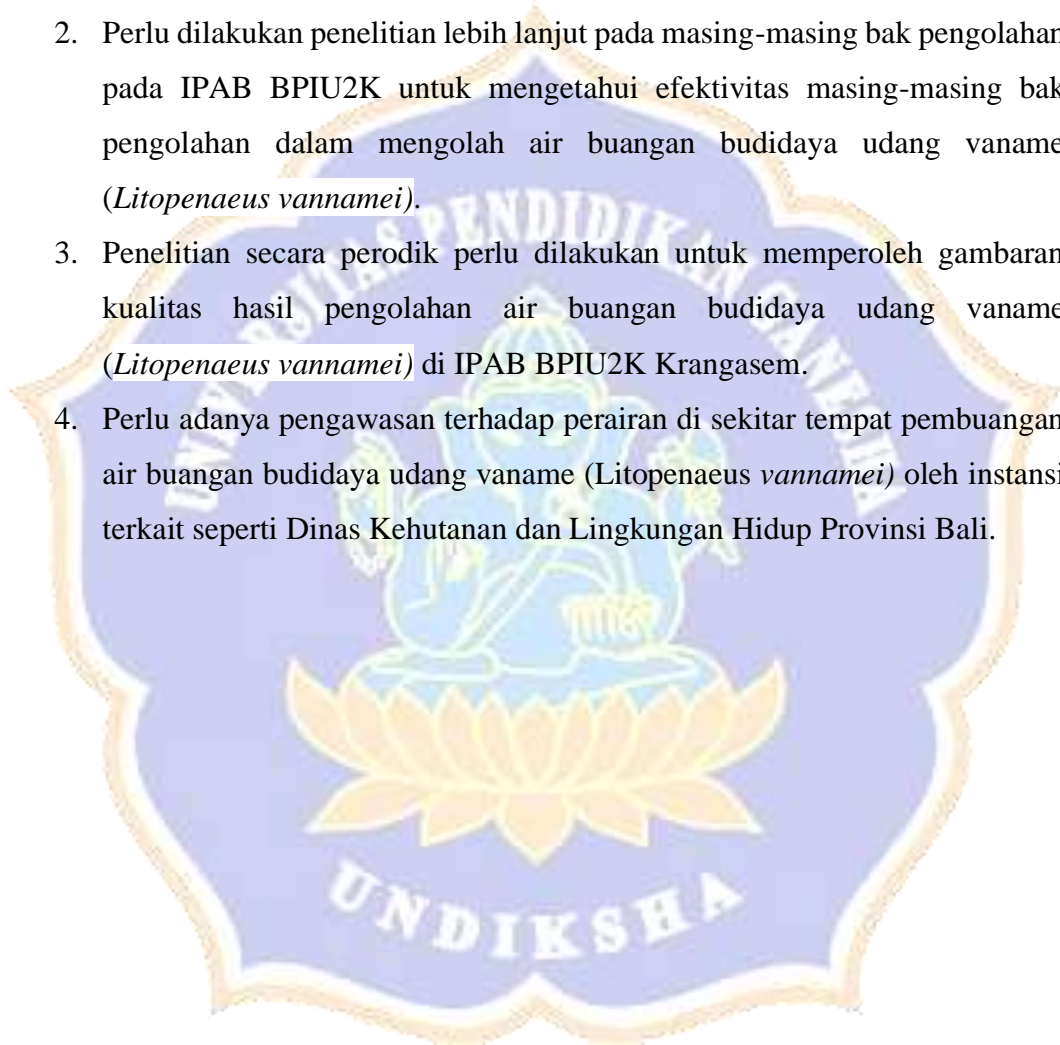 2. Perlu dilakukan penelitian lebih lanjut pada masing-masing bak pengolahan
pada IPAB BPIU2K untuk mengetahui efektivitas masing-masing bak
pengolahan dalam mengolah air buangan budidaya udang vaname
(Litopenaeus vannamei).
3. Penelitian secara perodik perlu dilakukan untuk memperoleh gambaran
kualitas hasil pengolahan air buangan budidaya udang vaname
(Litopenaeus vannamei) di IPAB BPIU2K Krangasem.
4. Perlu adanya pengawasan terhadap perairan di sekitar tempat pembuangan
air buangan budidaya udang vaname (Litopenaeus vannamei) oleh instansi
terkait seperti Dinas Kehutanan dan Lingkungan Hidup Provinsi Bali.
UNIVERSITAS PENDIDIKAN GANESHA
UNDIKSHA